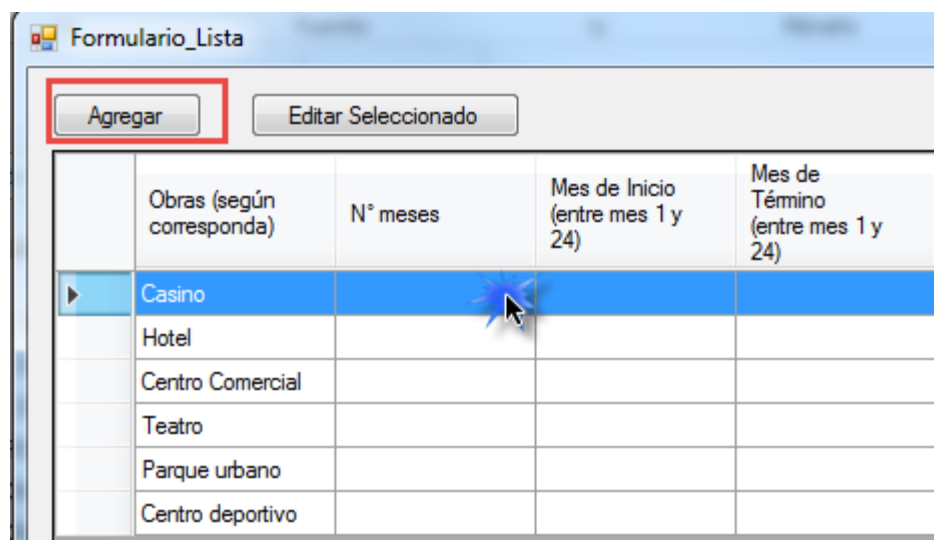 Formulario_Lista
Agregar
Editar Seleccionado
Obras (según
corresponda)
N° meses
Mes de Inicio
(entre mes 1 y
24)
Mes de
Término
(entre mes 1 y
24)
Casino
Hotel
Centro Comercial
Teatro
Parque urbano
Centro deportivo